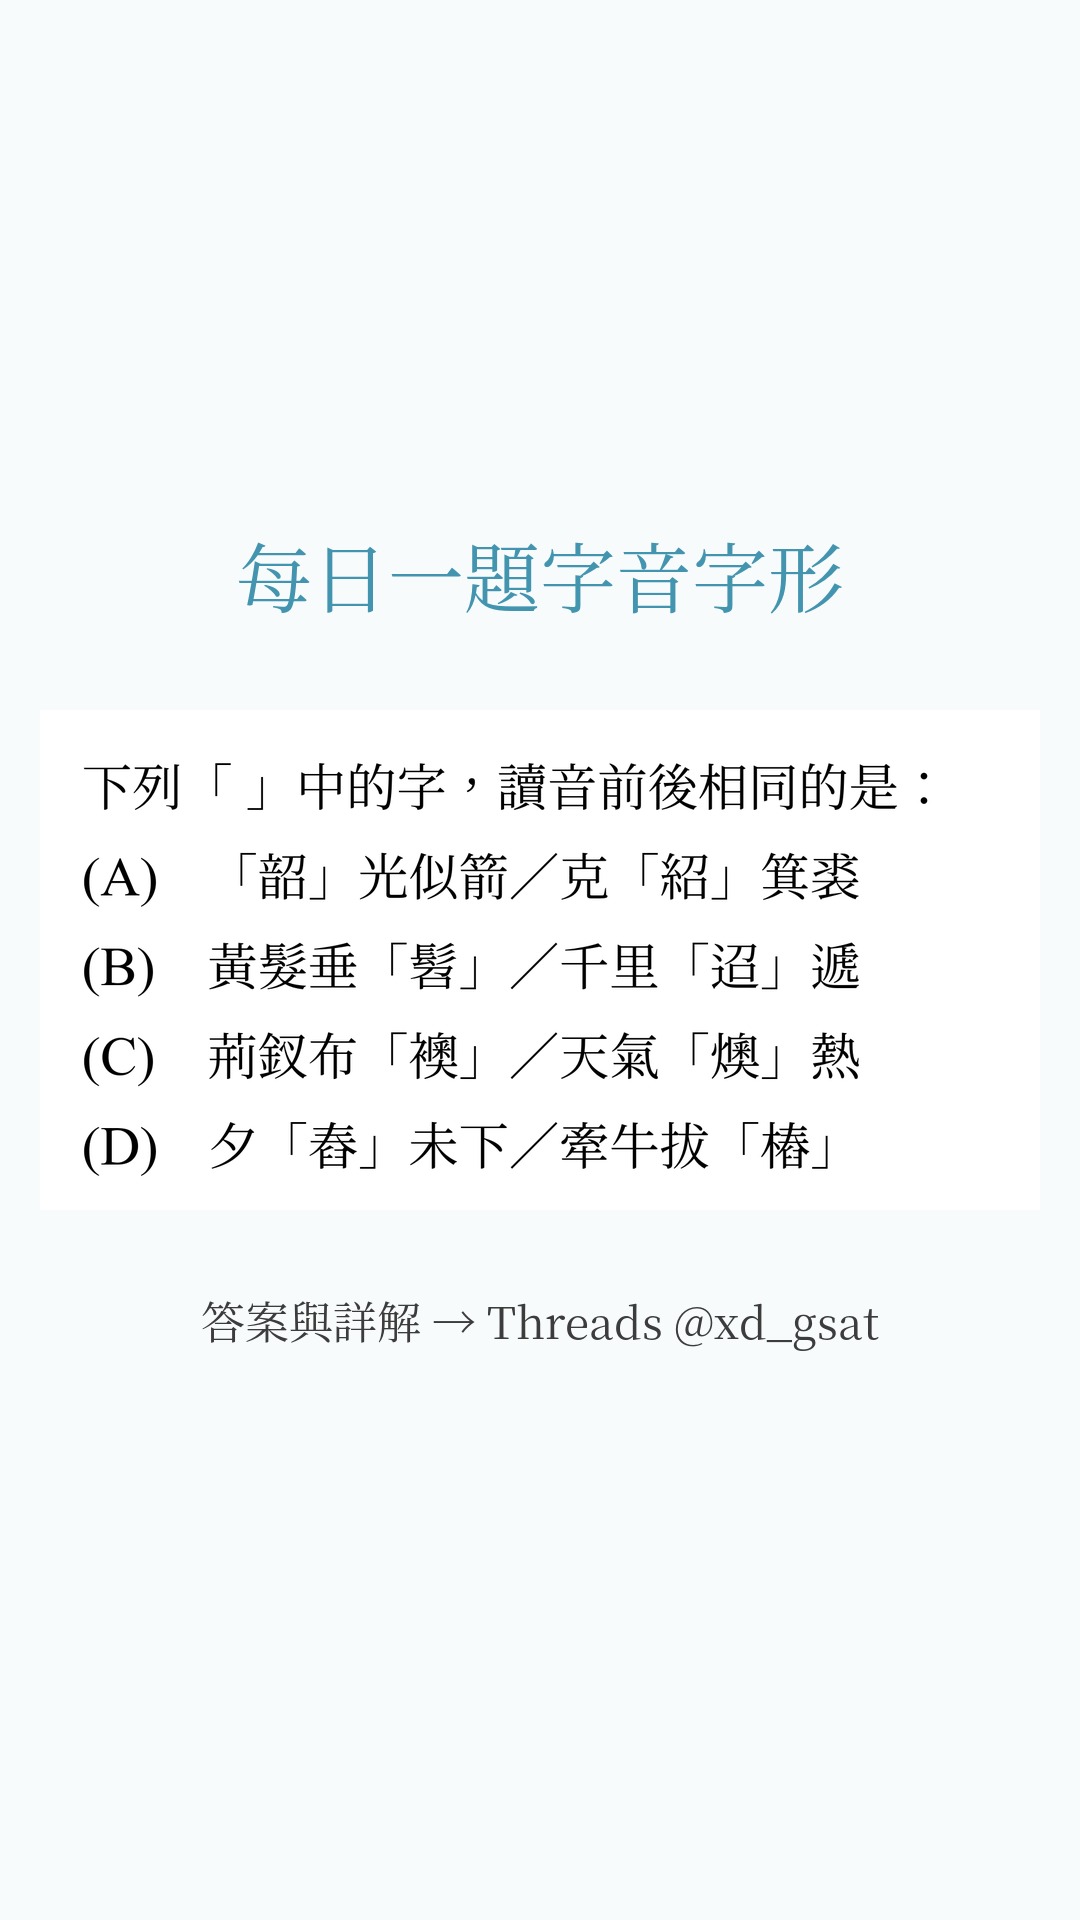 每日一題字音字形
下列「 」中的字，讀音前後相同的是：
(A) 「韶」光似箭／克「紹」箕裘
(B) 黃髮垂「髫」／千里「迢」遞
(C) 荊釵布「襖」／天氣「燠」熱
(D) 夕「舂」未下／牽牛拔「樁」
答案與詳解 → Threads @xd_gsat